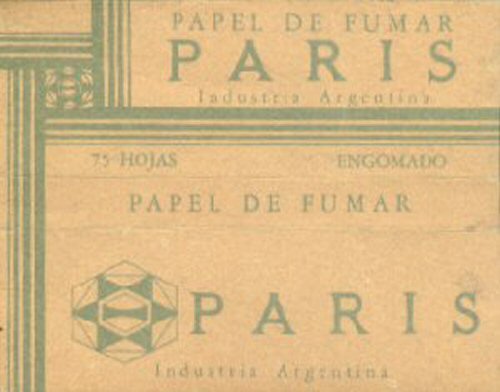 PAPEL DE FUMAR
PARIS
Industria Argentina
75 HOJAS ENGOMADO
PAPEL DE FUMAR
PARIS
Industria Argentina